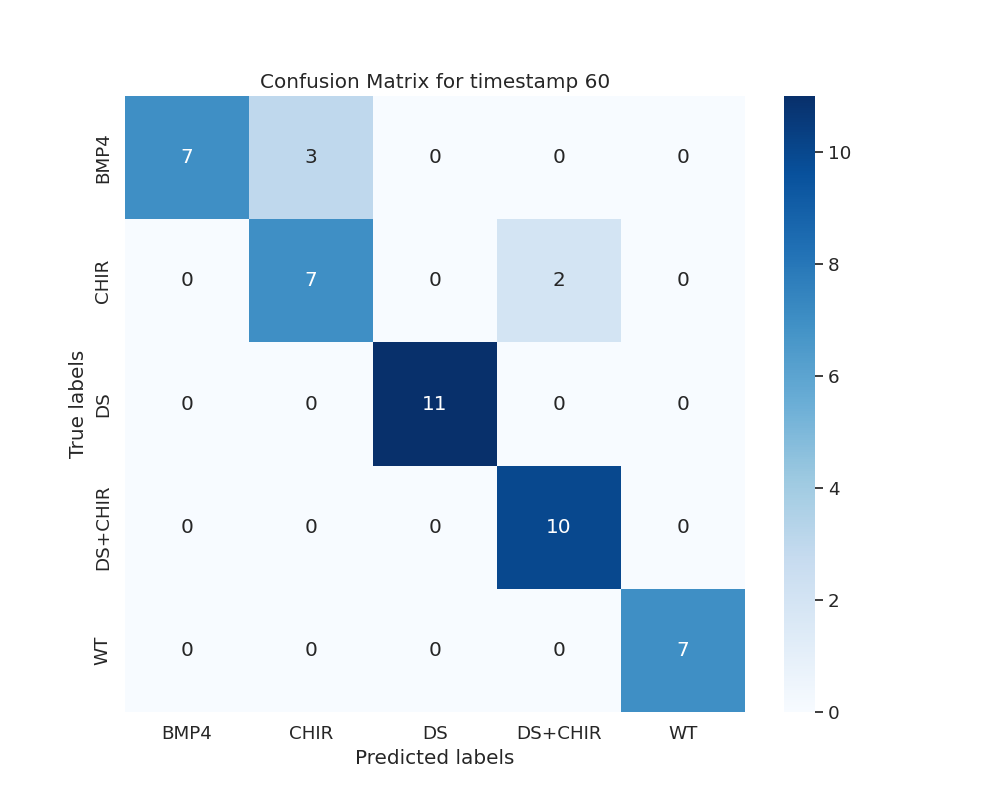 Confusion Matrix for timestamp 60
True labels
BMP4 7 3 0 0 0
CHIR 0 7 0 2 0
DS 0 0 11 0 0
DS+CHIR 0 0 0 10 0
WT 0 0 0 0 7
BMP4 CHIR DS DS+CHIR WT
Predicted labels
10
8
6
4
2
0